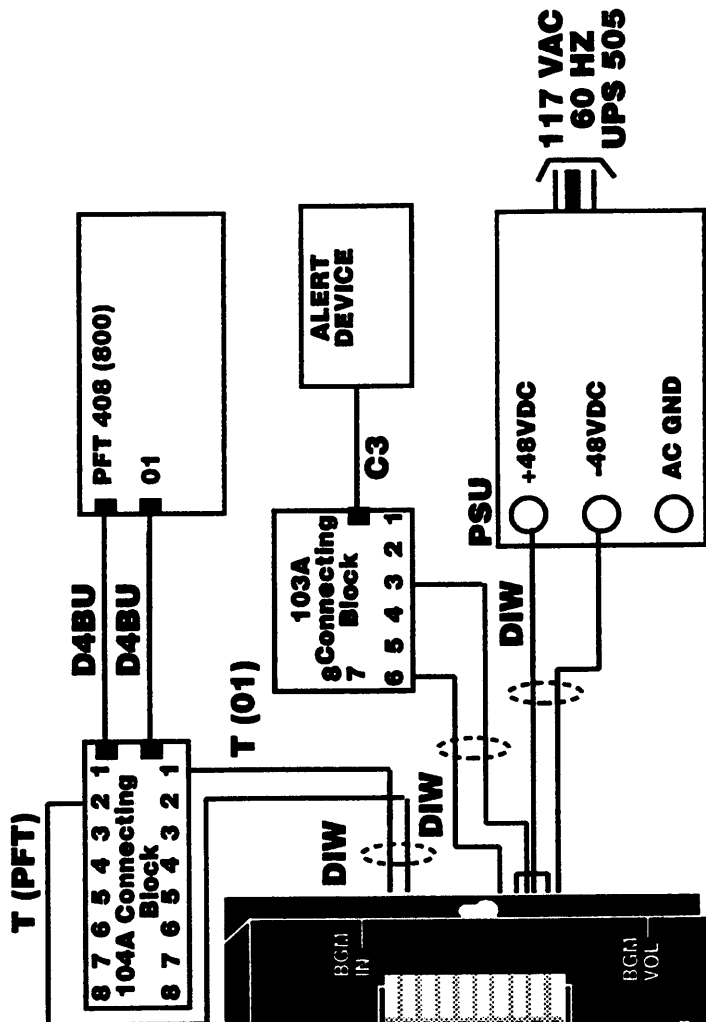 117 VAC
60 HZ
UPS 505
PFT 408 (800)
01
ALERT
DEVICE
+48VDC
-48VDC
AC GND
PSU
C3
D4BU
D4BU
103A
Connecting
Block
8
7
6 5 4 3 2 1
DIW
T (PFT)
T (01)
8 7 6 5 4 3 2 1
104A Connecting
Block
8 7 6 5 4 3 2 1
DIW
DIW
BGM
IN
BGM
VOL